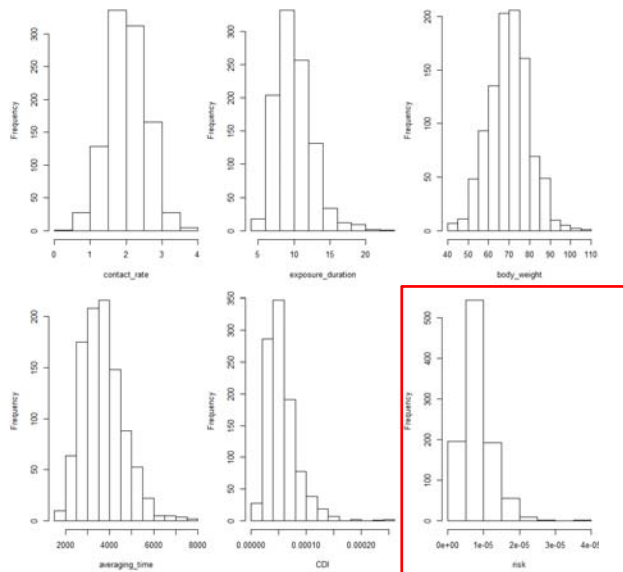 Frequency
0 50 100 150 200 250 300
0 1 2 3 4
contact_rate
Frequency
0 50 100 150 200 250 300
5 10 15 20
exposure_duration
Frequency
0 50 100 150 200
40 50 60 70 80 90 100 110
body_weight
Frequency
0 50 100 150 200
2000 4000 6000 8000
averaging_time
Frequency
0 50 100 150 200 250 300 350
0.00000 0.00010 0.00020
CDI
Frequency
0 100 200 300 400 500
0e+00 1e-05 2e-05 3e-05 4e-05
risk